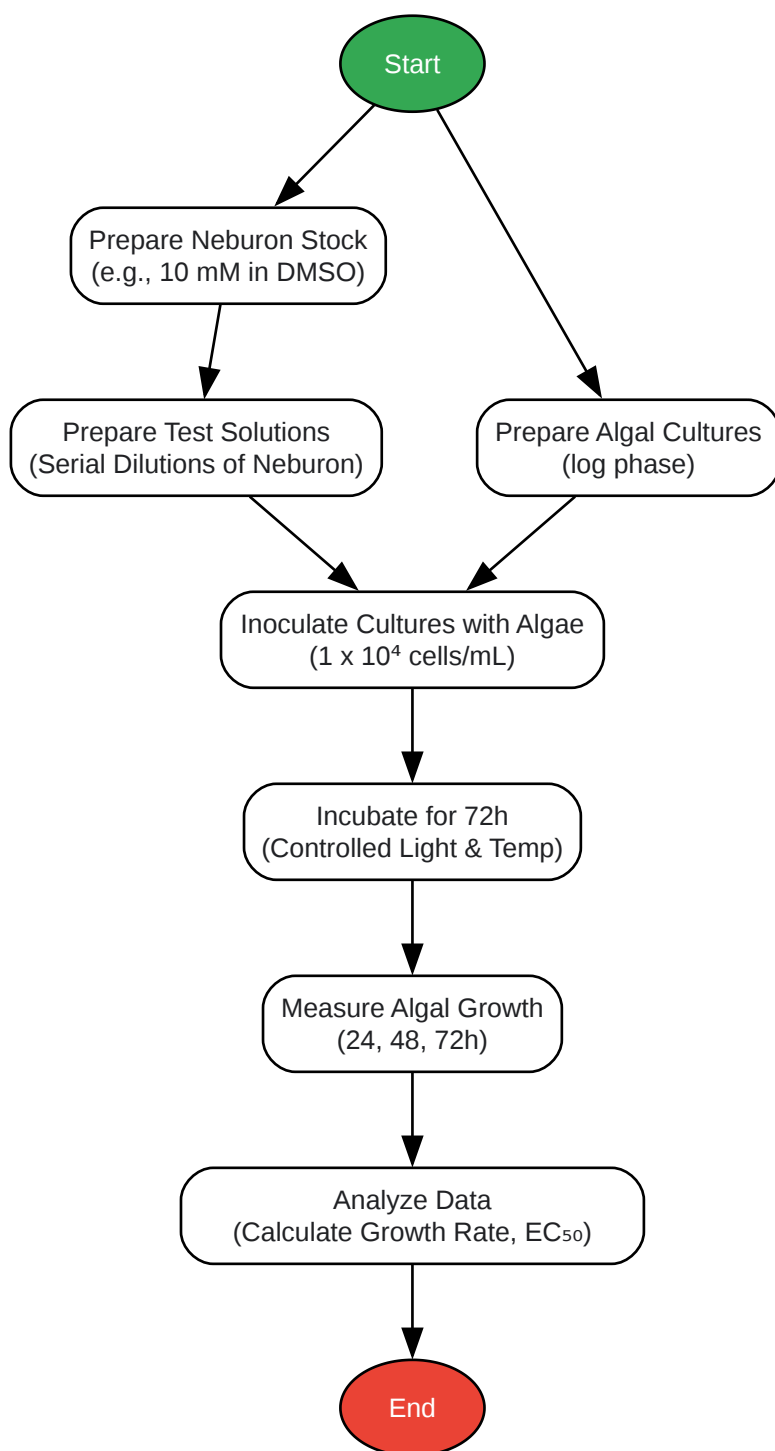 Start
Prepare Neburon Stock
(e.g., 10 mM in DMSO)
Prepare Test Solutions
(Serial Dilutions of Neburon)
Prepare Algal Cultures
(log phase)
Inoculate Cultures with Algae
(1 x 10⁴ cells/mL)
Incubate for 72h
(Controlled Light & Temp)
Measure Algal Growth
(24, 48, 72h)
Analyze Data
(Calculate Growth Rate, EC₅₀)
End